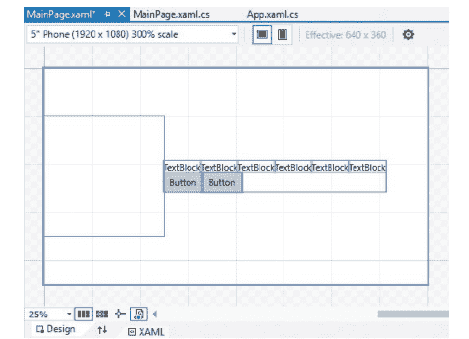 MainPage.xaml* MainPage.xaml.cs App.xaml.cs
5" Phone (1920 x 1080) 300% scale Effective: 640 x 360
TextBlock TextBlock TextBlock TextBlock TextBlock TextBlock
Button Button
25%
Design XAML